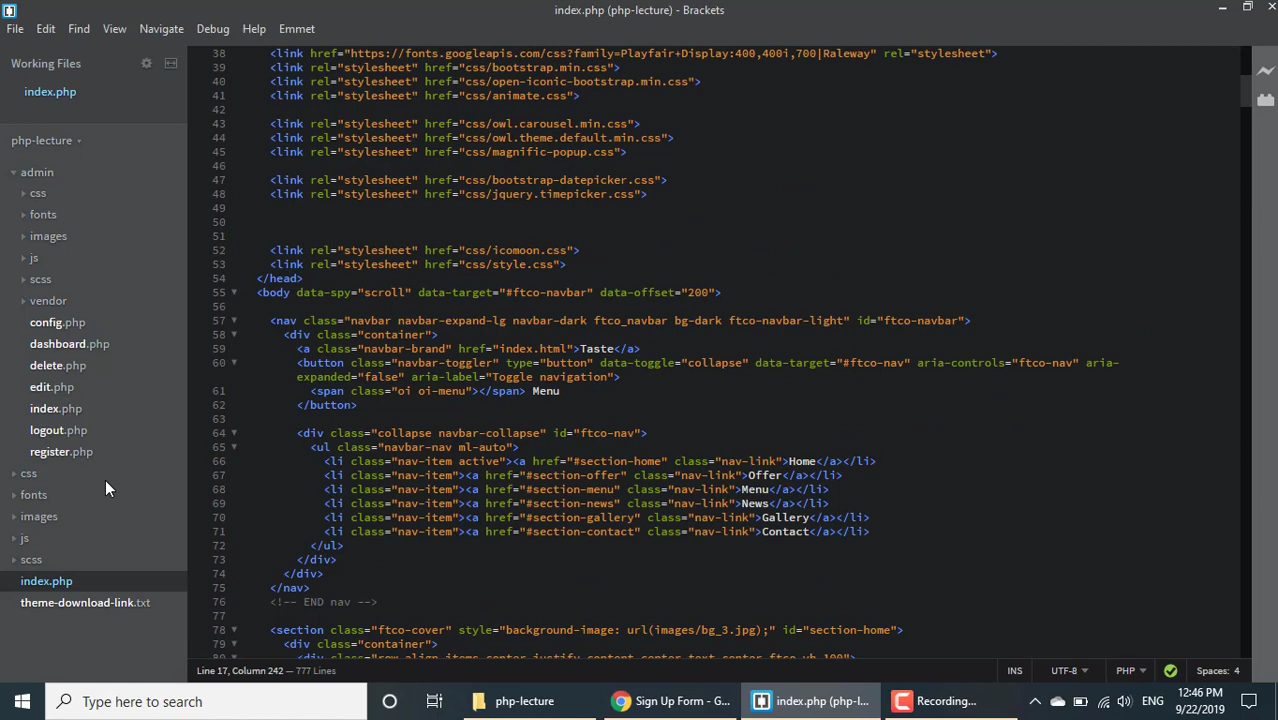 index.php (php-lecture) - Brackets
File Edit Find View Navigate Debug Help Emmet
Working Files
index.php
php-lecture
admin
css
fonts
images
js
scss
vendor
config.php
dashboard.php
delete.php
edit.php
index.php
logout.php
register.php
css
fonts
images
js
scss
index.php
theme-download-link.txt
38 <link href="https://fonts.googleapis.com/css?family=Playfair+Display:400,400i,700|Raleway" rel="stylesheet">
39 <link rel="stylesheet" href="css/bootstrap.min.css">
40 <link rel="stylesheet" href="css/open-iconic-bootstrap.min.css">
41 <link rel="stylesheet" href="css/animate.css">
42
43 <link rel="stylesheet" href="css/owl.carousel.min.css">
44 <link rel="stylesheet" href="css/owl.theme.default.min.css">
45 <link rel="stylesheet" href="css/magnific-popup.css">
46
47 <link rel="stylesheet" href="css/bootstrap-datepicker.css">
48 <link rel="stylesheet" href="css/jquery.timepicker.css">
49
50
51
52 <link rel="stylesheet" href="css/icomoon.css">
53 <link rel="stylesheet" href="css/style.css">
54 </head>
55 <body data-spy="scroll" data-target="#ftco-navbar" data-offset="200">
56
57 <nav class="navbar navbar-expand-lg navbar-dark ftco_navbar bg-dark ftco-navbar-light" id="ftco-navbar">
58 <div class="container">
59 <a class="navbar-brand" href="index.html">Taste</a>
60 <button class="navbar-toggler" type="button" data-toggle="collapse" data-target="#ftco-nav" aria-controls="ftco-nav" aria-
expanded="false" aria-label="Toggle navigation">
61 <span class="oi oi-menu"></span> Menu
62 </button>
63
64 <div class="collapse navbar-collapse" id="ftco-nav">
65 <ul class="navbar-nav ml-auto">
66 <li class="nav-item active"><a href="#section-home" class="nav-link">Home</a></li>
67 <li class="nav-item"><a href="#section-offer" class="nav-link">Offer</a></li>
68 <li class="nav-item"><a href="#section-menu" class="nav-link">Menu</a></li>
69 <li class="nav-item"><a href="#section-news" class="nav-link">News</a></li>
70 <li class="nav-item"><a href="#section-gallery" class="nav-link">Gallery</a></li>
71 <li class="nav-item"><a href="#section-contact" class="nav-link">Contact</a></li>
72 </ul>
73 </div>
74 </div>
75 </nav>
76 <!-- END nav -->
77
78 <section class="ftco-cover" style="background-image: url(images/bg_3.jpg);" id="section-home">
79 <div class="container">
80 <div class="row align-items-center justify-content-center text-center ftco-vh-100">
Line 17, Column 242 — 777 Lines
INS UTF-8 PHP Spaces: 4
Type here to search
php-lecture
Sign Up Form - G...
index.php (php-l...
Recording...
ENG
12:46 PM
9/22/2019